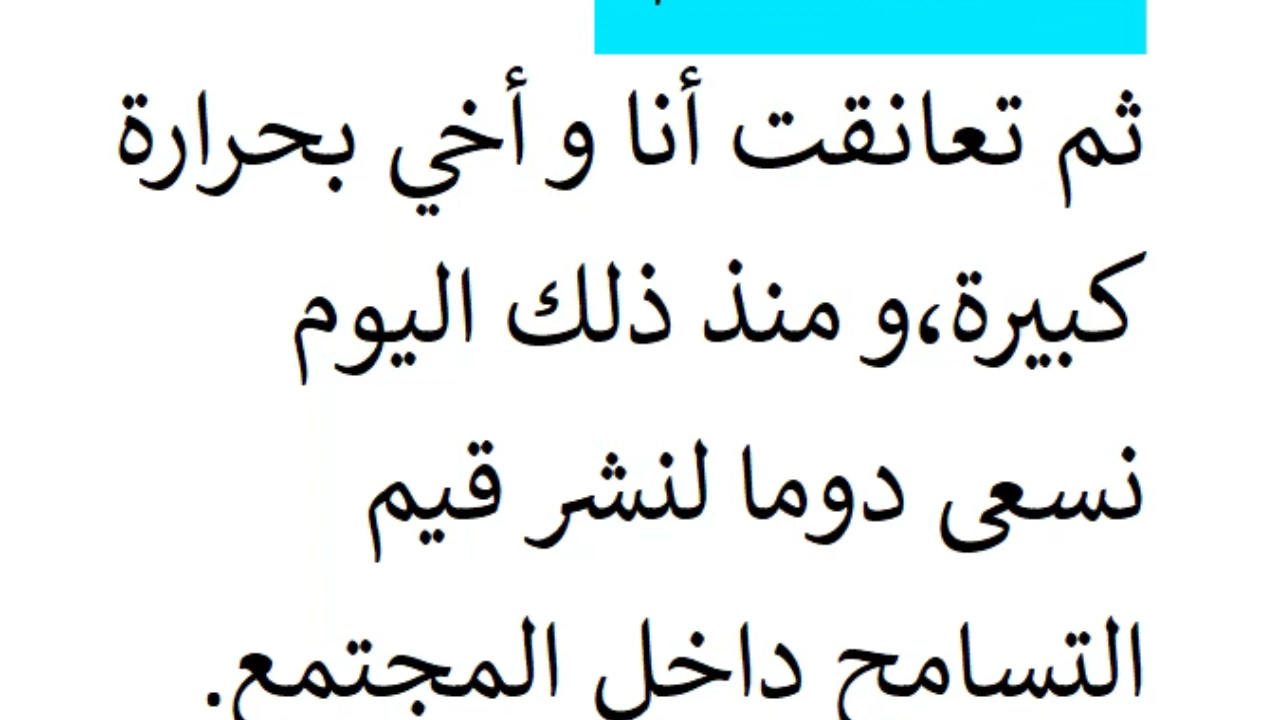 ثم تعانقت أنا و أخي بحرارة
كبيرة،و منذ ذلك اليوم
نسعى دوما لنشر قيم
التسامح داخل المجتمع.